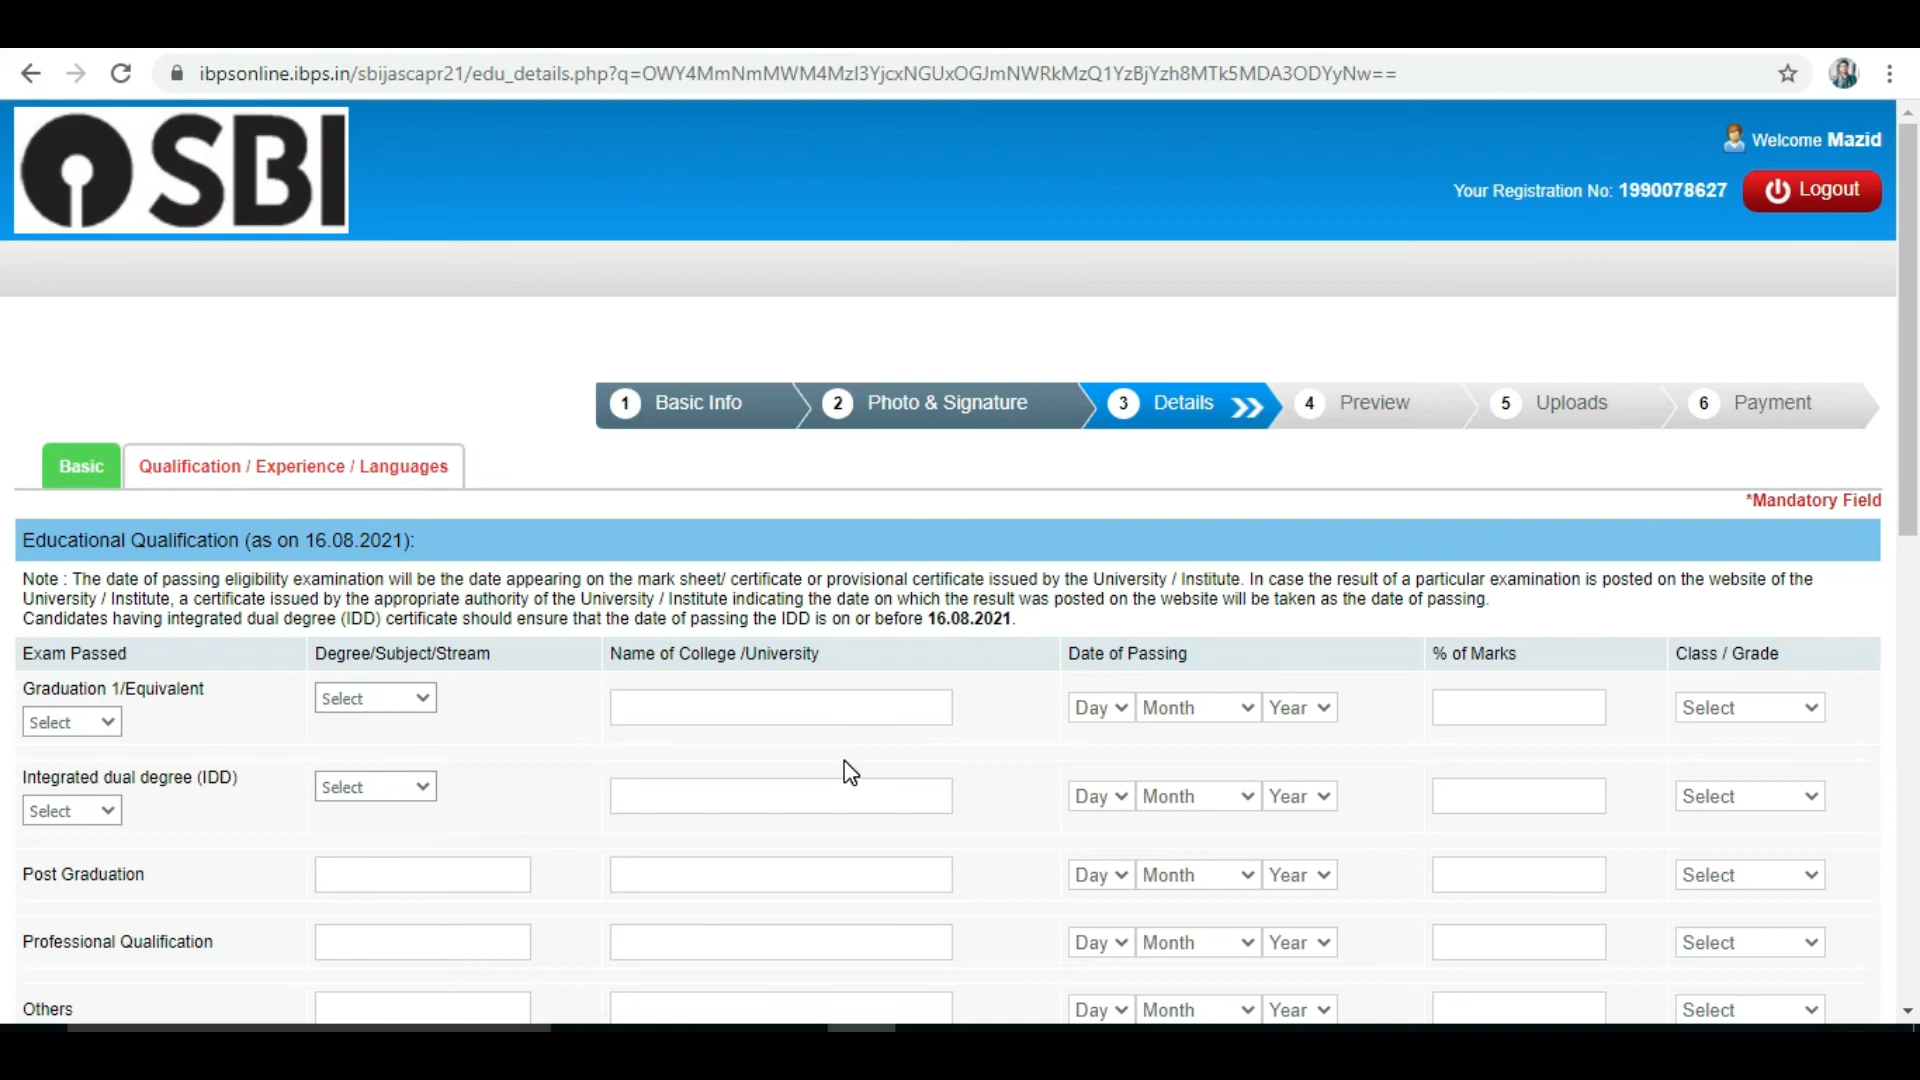 ibpsonline.ibps.in/sbijascapr21/edu_details.php?q=OWY4MmNmMWM4MzI3YjcxNGUxOGJmNWRkMzQ1YzBjYzh8MTk5MDA3ODYyNw==
SBI
Welcome Mazid
Your Registration No: 1990078627 Logout
1 Basic Info 2 Photo & Signature 3 Details 4 Preview 5 Uploads 6 Payment
Basic Qualification / Experience / Languages
*Mandatory Field
Educational Qualification (as on 16.08.2021):
Note : The date of passing eligibility examination will be the date appearing on the mark sheet/ certificate or provisional certificate issued by the University / Institute. In case the result of a particular examination is posted on the website of the
University / Institute, a certificate issued by the appropriate authority of the University / Institute indicating the date on which the result was posted on the website will be taken as the date of passing.
Candidates having integrated dual degree (IDD) certificate should ensure that the date of passing the IDD is on or before 16.08.2021.
Exam Passed Degree/Subject/Stream Name of College /University Date of Passing % of Marks Class / Grade
Graduation 1/Equivalent
Select Select Day Month Year Select
Integrated dual degree (IDD)
Select Select Day Month Year Select
Post Graduation Day Month Year Select
Professional Qualification Day Month Year Select
Others Day Month Year Select